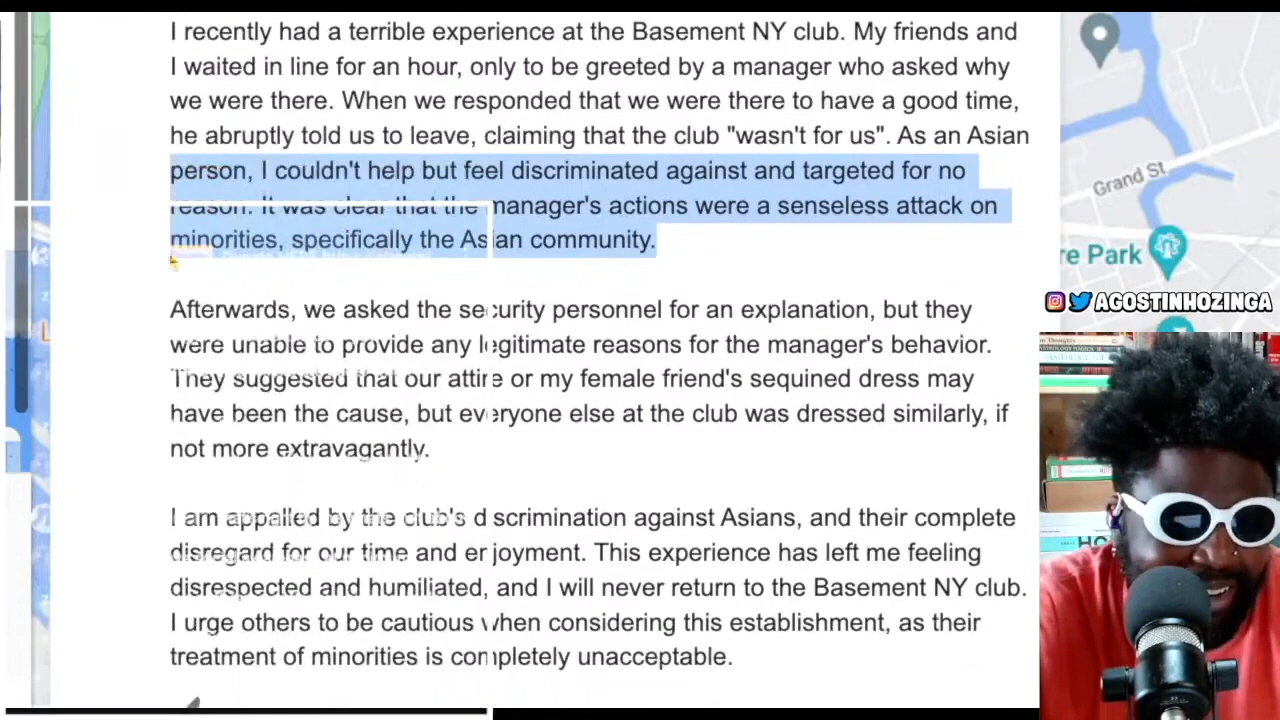 I recently had a terrible experience at the Basement NY club. My friends and
I waited in line for an hour, only to be greeted by a manager who asked why
we were there. When we responded that we were there to have a good time,
he abruptly told us to leave, claiming that the club "wasn't for us". As an Asian
person, I couldn't help but feel discriminated against and targeted for no
reason. It was clear that the manager's actions were a senseless attack on
minorities, specifically the Asian community.
Afterwards, we asked the security personnel for an explanation, but they
were unable to provide any legitimate reasons for the manager's behavior.
They suggested that our attire or my female friend's sequined dress may
have been the cause, but everyone else at the club was dressed similarly, if
not more extravagantly.
I am appalled by the club's discrimination against Asians, and their complete
disregard for our time and enjoyment. This experience has left me feeling
disrespected and humiliated, and I will never return to the Basement NY club.
I urge others to be cautious when considering this establishment, as their
treatment of minorities is completely unacceptable.
Grand St
re Park
AGOSTINHOZINGA